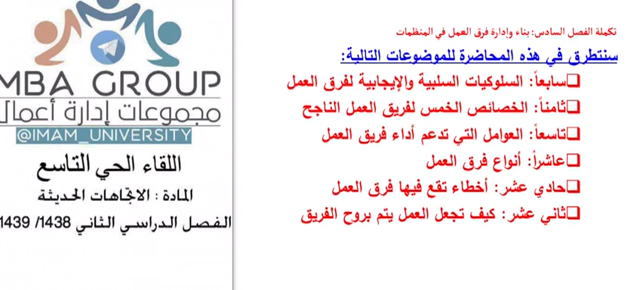 تكملة الفصل السادس: بناء وإدارة فرق العمل في المنظمات
سنتطرق في هذه المحاضرة للموضوعات التالية:
سابعاً: السلوكيات السلبية والإيجابية لفرق العمل
ثامناً: الخصائص الخمس لفريق العمل الناجح
تاسعاً: العوامل التي تدعم أداء فريق العمل
عاشراً: أنواع فرق العمل
حادي عشر: أخطاء تقع فيها فرق العمل
ثاني عشر: كيف تجعل العمل يتم بروح الفريق
MBA GROUP
مجموعات إدارة أعمال
@IMAM_UNIVERSITY
اللقاء الحي التاسع
المادة : الاتجاهات الحديثة
الفصل الدراسي الثاني 1438/ 1439